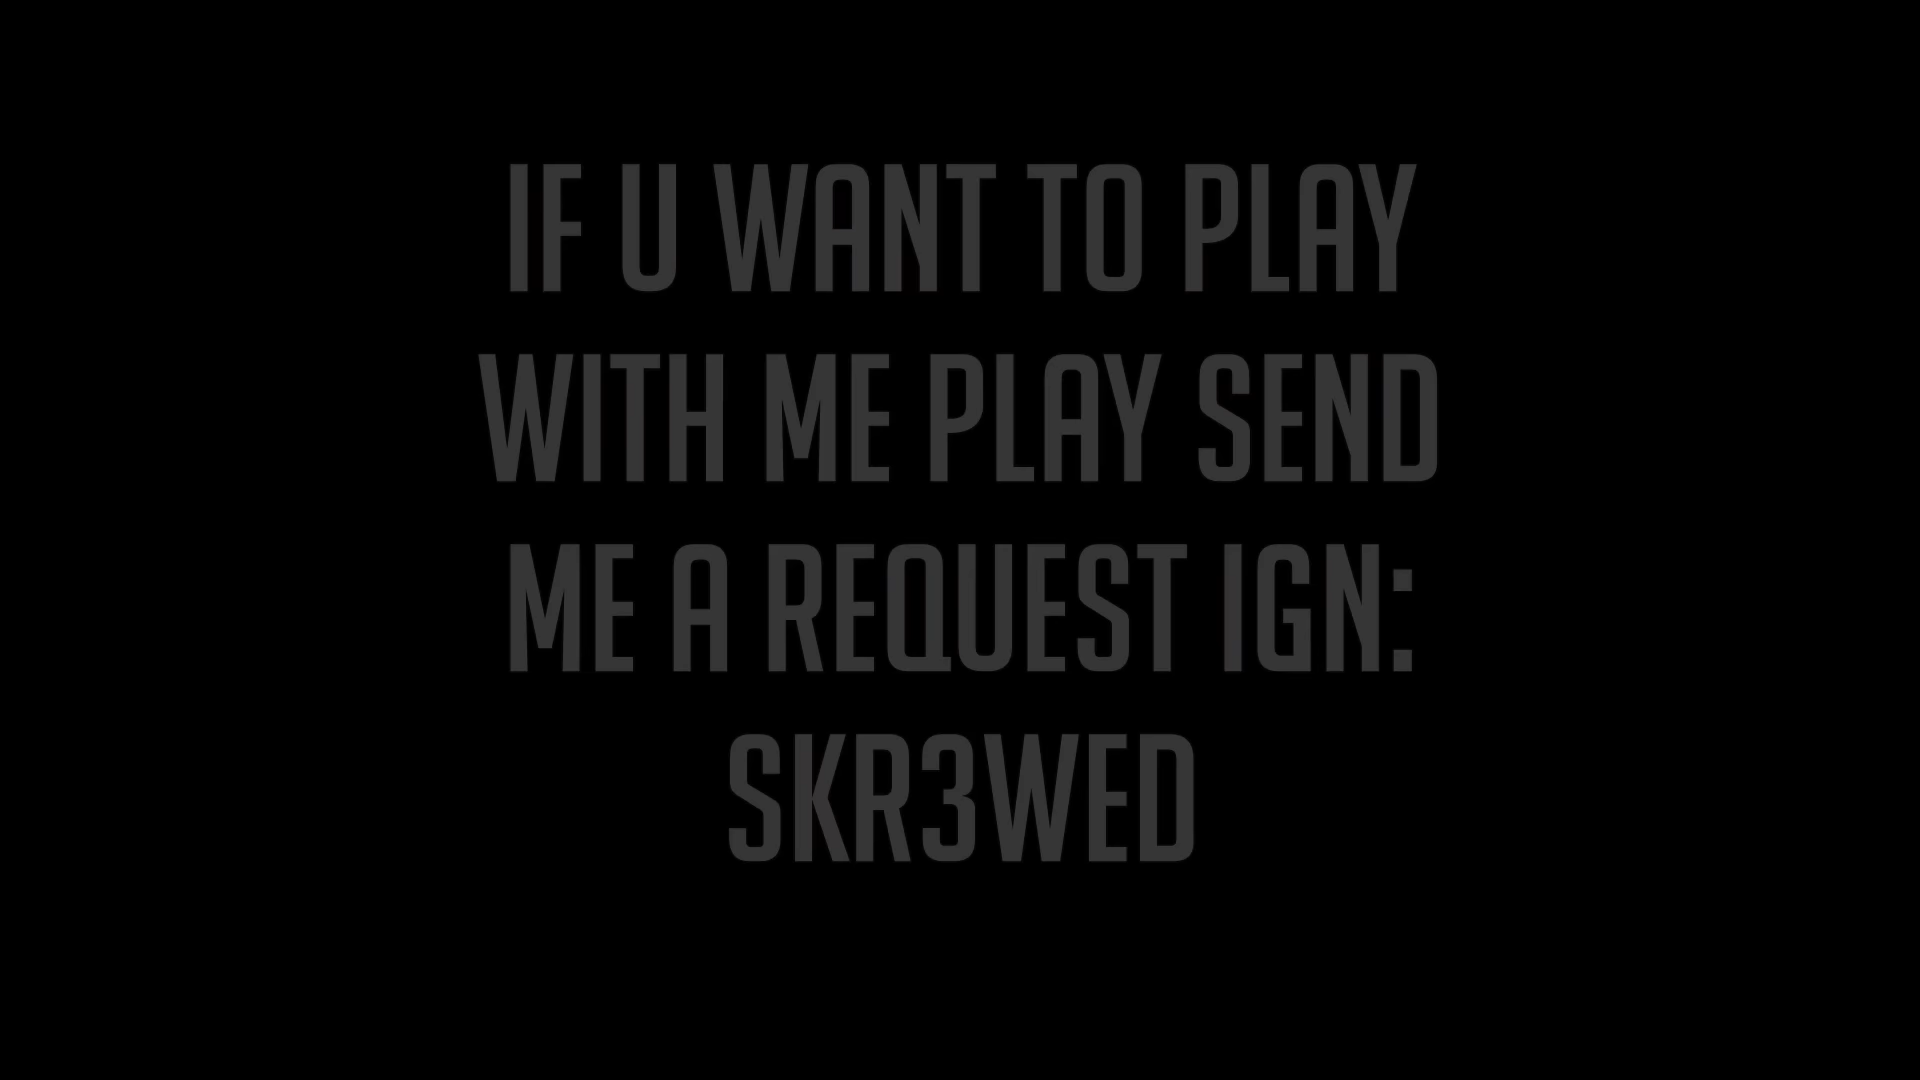 IF U WANT TO PLAY
WITH ME PLAY SEND
ME A REQUEST IGN:
SKR3WED